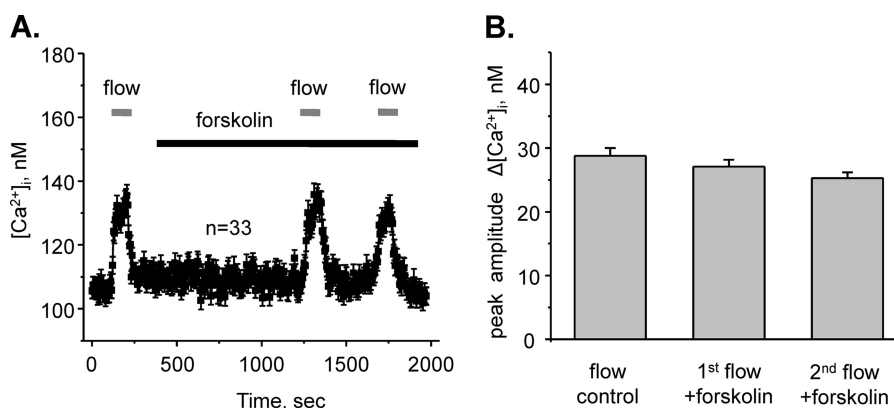 A.
180
160
140
120
100
[Ca²⁺]ᵢ, nM
flow
flow
flow
forskolin
n=33
0
500
1000
1500
2000
Time, sec
B.
40
30
20
10
0
peak amplitude Δ[Ca²⁺]ᵢ, nM
flow
control
1ˢᵗ flow
+forskolin
2ⁿᵈ flow
+forskolin